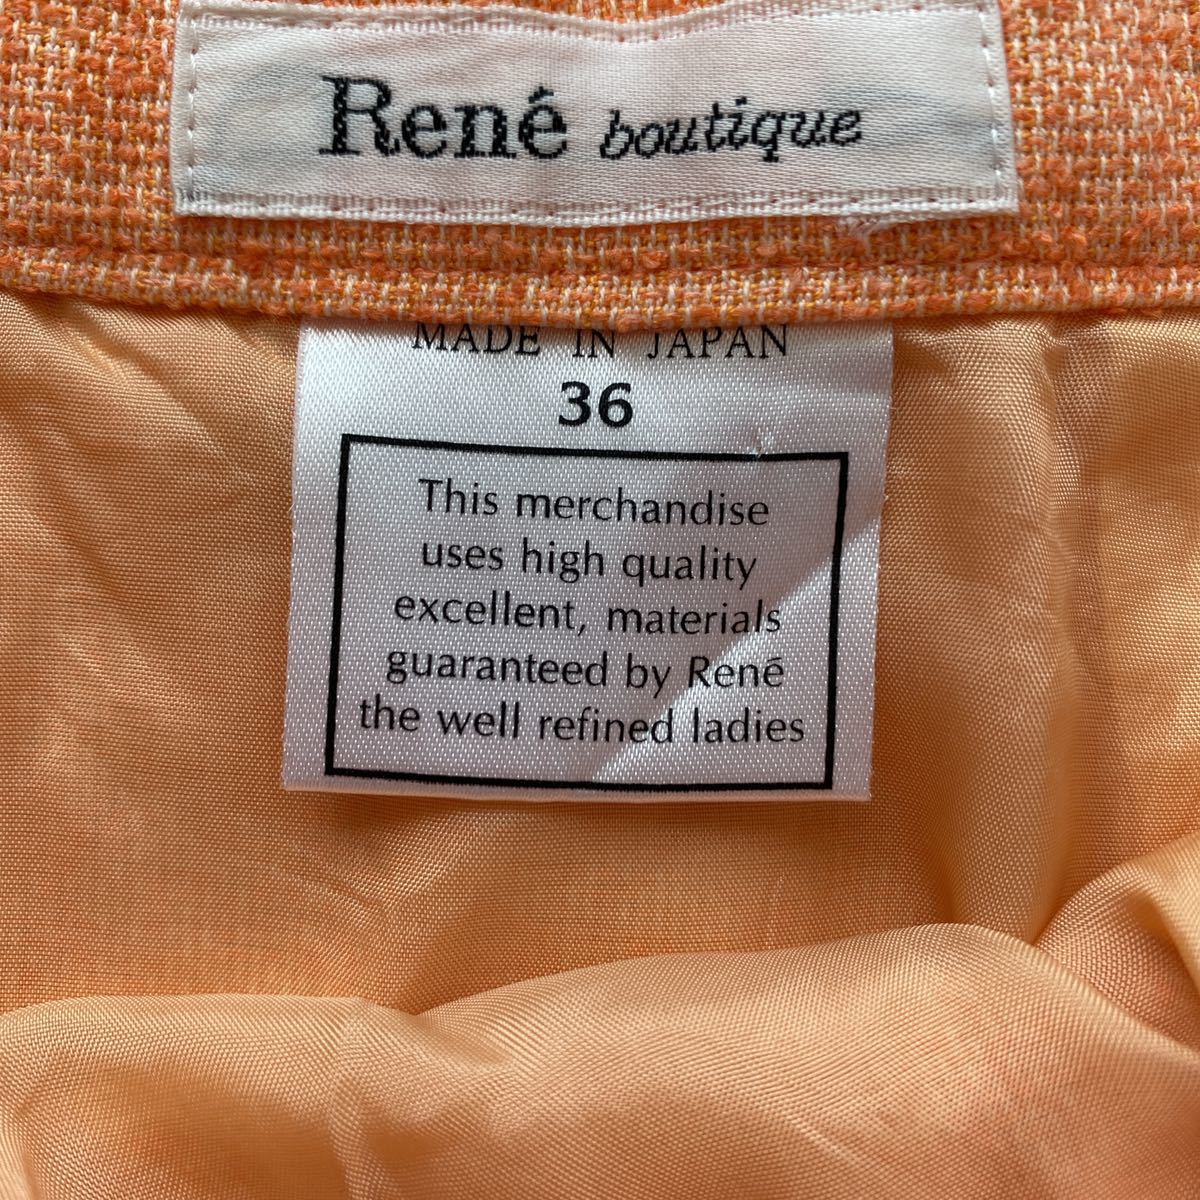 René boutique
MADE IN JAPAN
36
This merchandise
uses high quality
excellent, materials
guaranteed by René
the well refined ladies